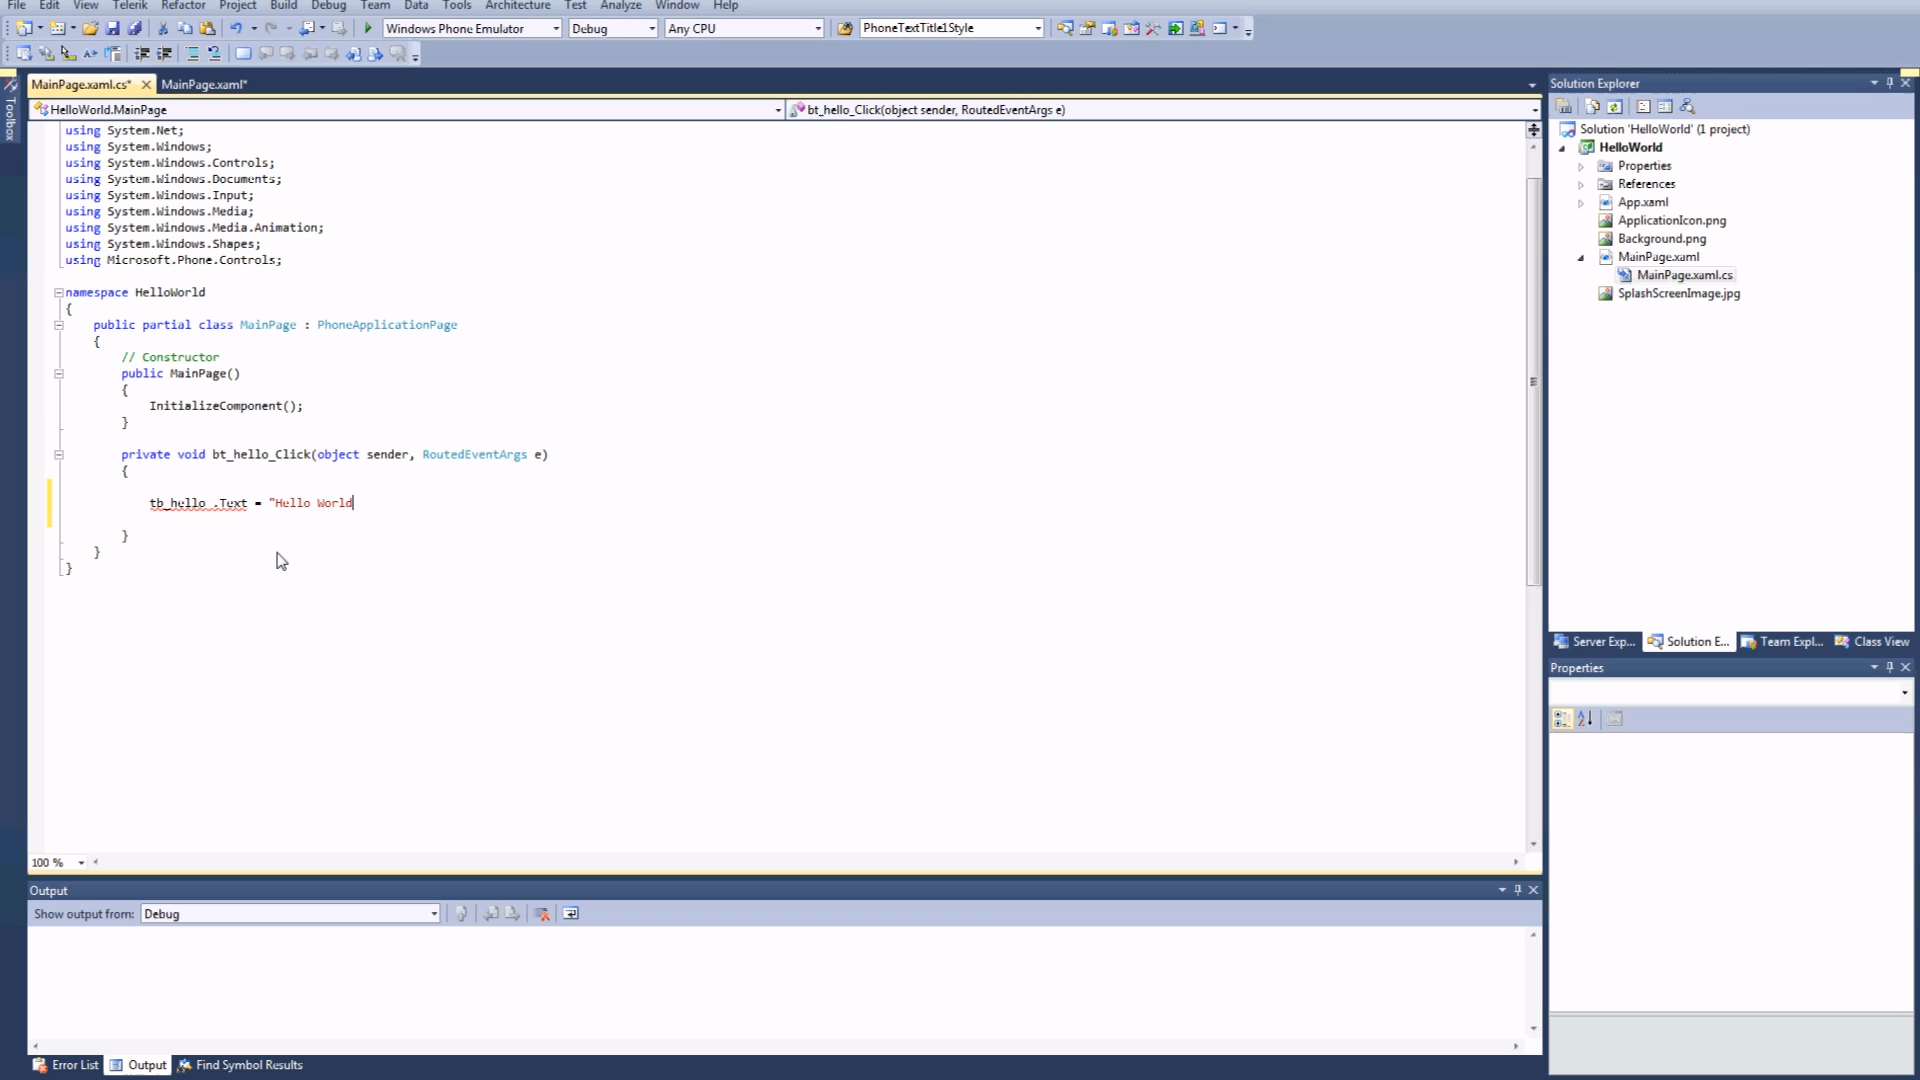 File Edit View Telerik Refactor Project Build Debug Team Data Tools Architecture Test Analyze Window Help
Windows Phone Emulator Debug Any CPU PhoneTextTitle1Style
MainPage.xaml.cs* MainPage.xaml*
HelloWorld.MainPage bt_hello_Click(object sender, RoutedEventArgs e)
Toolbox
using System.Net;
using System.Windows;
using System.Windows.Controls;
using System.Windows.Documents;
using System.Windows.Input;
using System.Windows.Media;
using System.Windows.Media.Animation;
using System.Windows.Shapes;
using Microsoft.Phone.Controls;
namespace HelloWorld
{
public partial class MainPage : PhoneApplicationPage
{
// Constructor
public MainPage()
{
InitializeComponent();
}
private void bt_hello_Click(object sender, RoutedEventArgs e)
{
tb_hello .Text = "Hello World
}
}
}
100 %
Output
Show output from: Debug
Error List Output Find Symbol Results
Solution Explorer
Solution 'HelloWorld' (1 project)
HelloWorld
Properties
References
App.xaml
ApplicationIcon.png
Background.png
MainPage.xaml
MainPage.xaml.cs
SplashScreenImage.jpg
Server Exp... Solution E... Team Expl... Class View
Properties